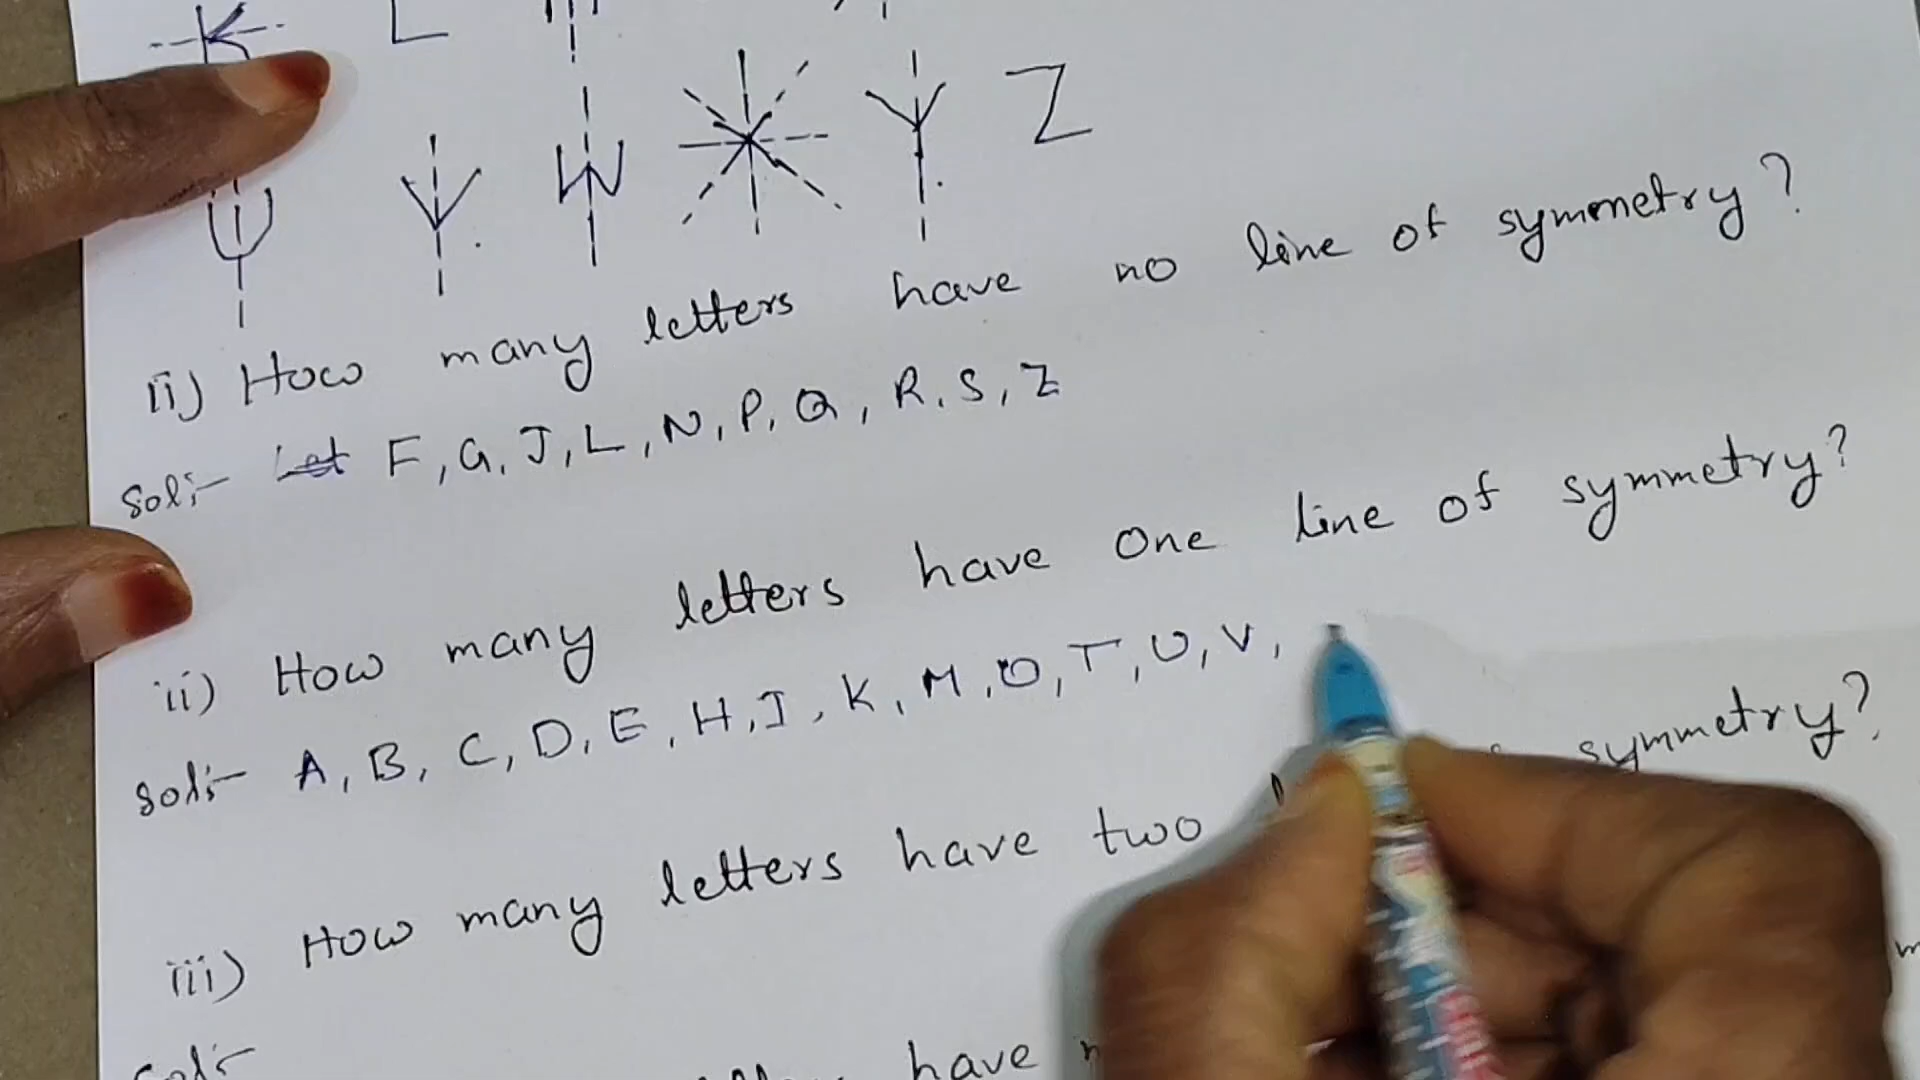 K L
U V W X Y Z
ii) How many letters have no line of symmetry?
Sol:- F, G, J, L, N, P, Q, R, S, Z
ii) How many letters have one line of symmetry?
Sol:- A, B, C, D, E, H, I, K, M, O, T, U, V,
iii) How many letters have two symmetry?
Sol:-
have